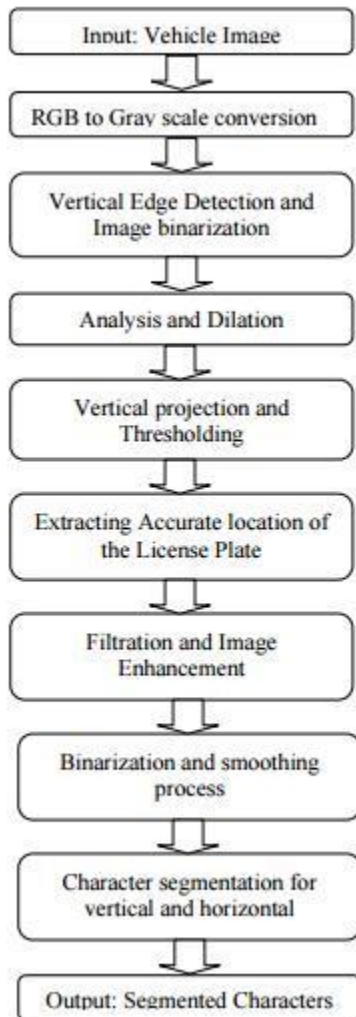 Input: Vehicle Image
RGB to Gray scale conversion
Vertical Edge Detection and
Image binarization
Analysis and Dilation
Vertical projection and
Thresholding
Extracting Accurate location of
the License Plate
Filtration and Image
Enhancement
Binarization and smoothing
process
Character segmentation for
vertical and horizontal
Output: Segmented Characters